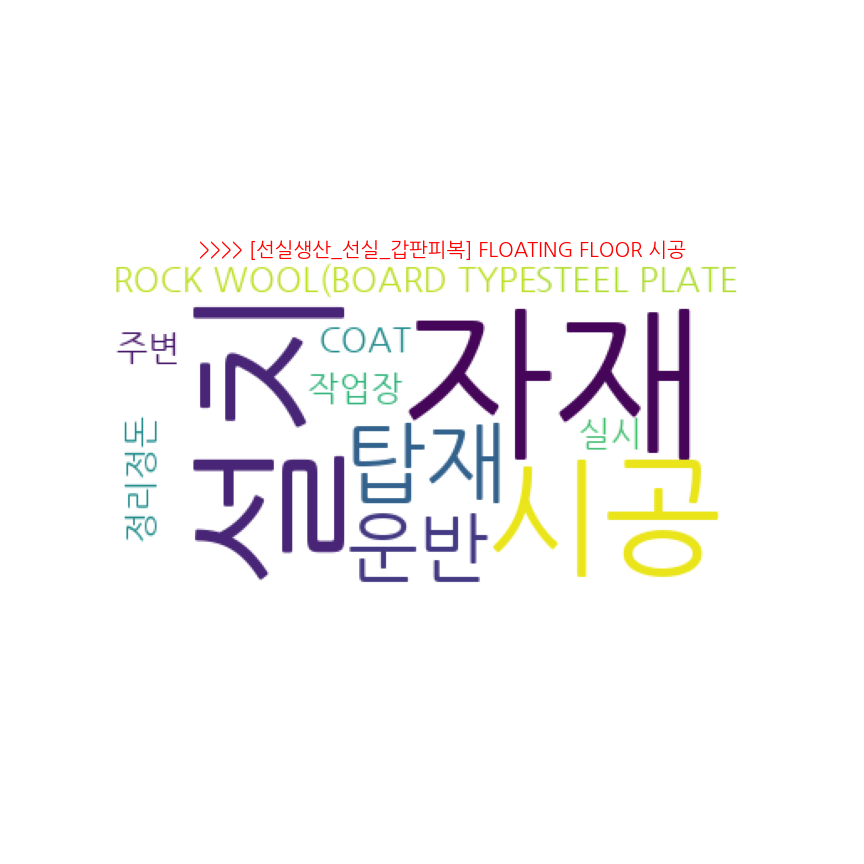 >>>> [선실생산_선실_갑판피복] FLOATING FLOOR 시공
ROCK WOOL(BOARD TYPESTEEL PLATE
설치
자재
주변
COAT
작업장
탑재
실시
정리정돈
운반
시공